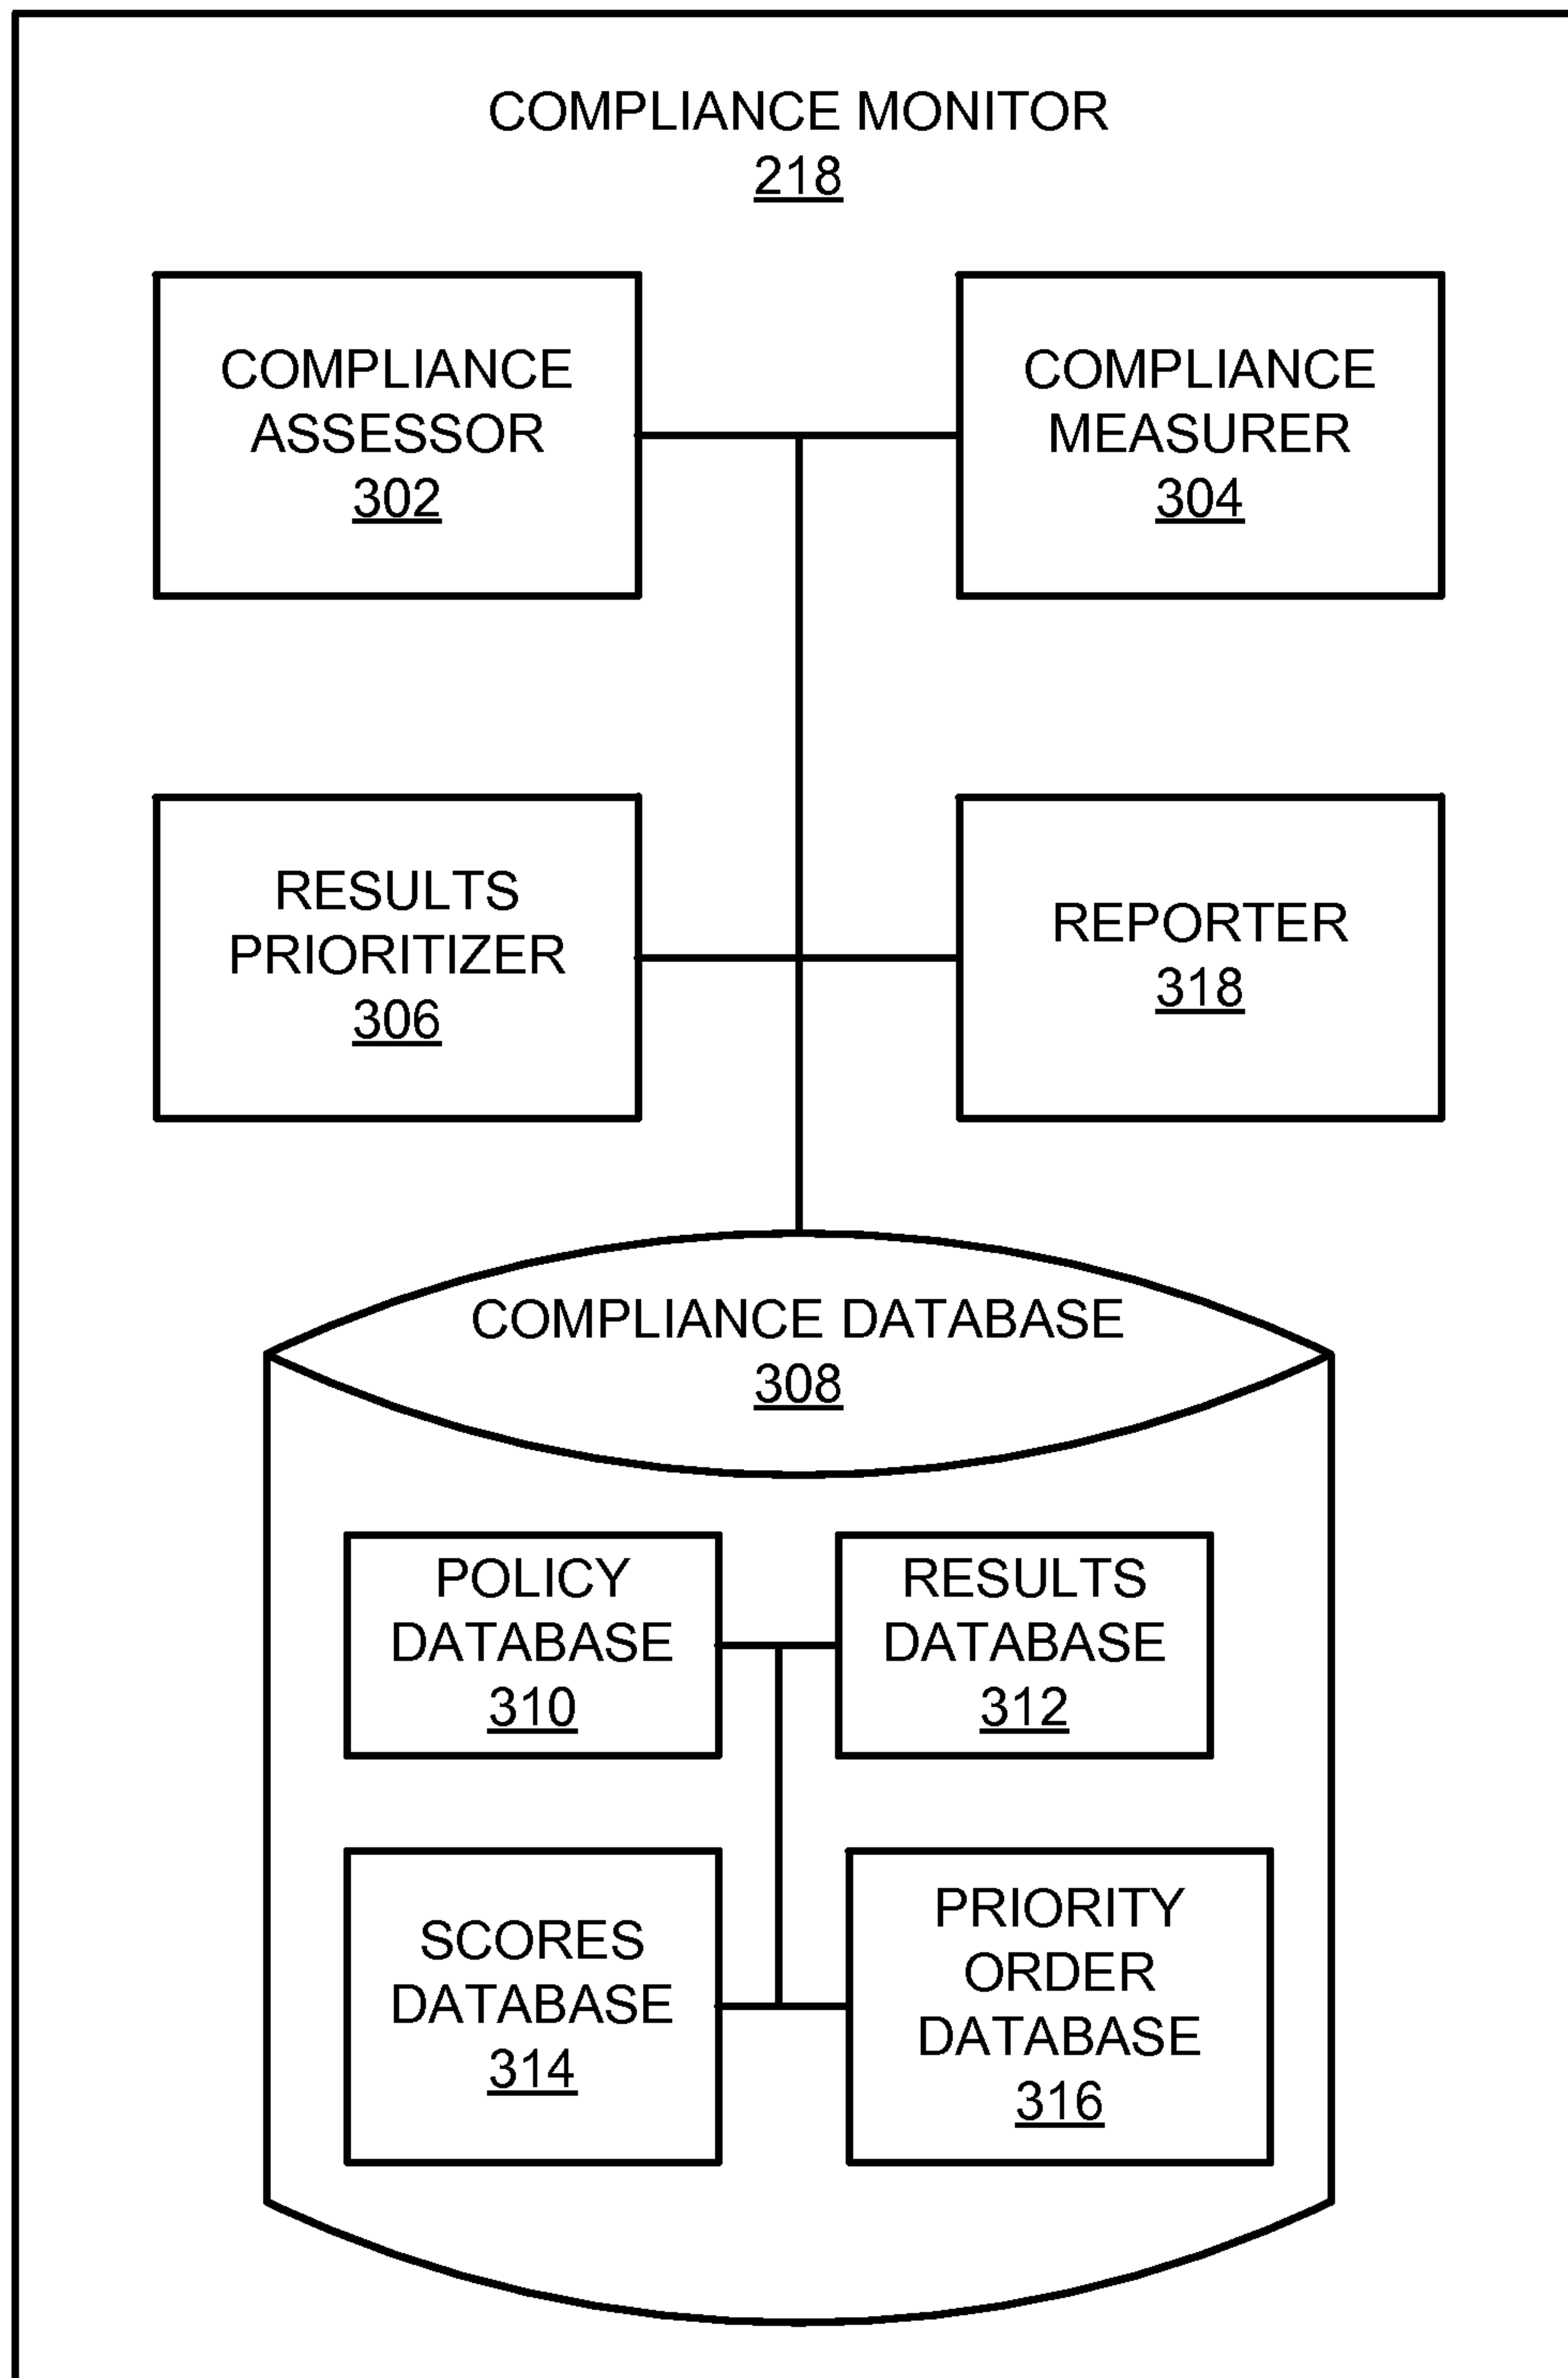 COMPLIANCE MONITOR
218
COMPLIANCE
ASSESSOR
302
COMPLIANCE
MEASURER
304
RESULTS
PRIORITIZER
306
REPORTER
318
COMPLIANCE DATABASE
308
POLICY
DATABASE
310
RESULTS
DATABASE
312
SCORES
DATABASE
314
PRIORITY
ORDER
DATABASE
316